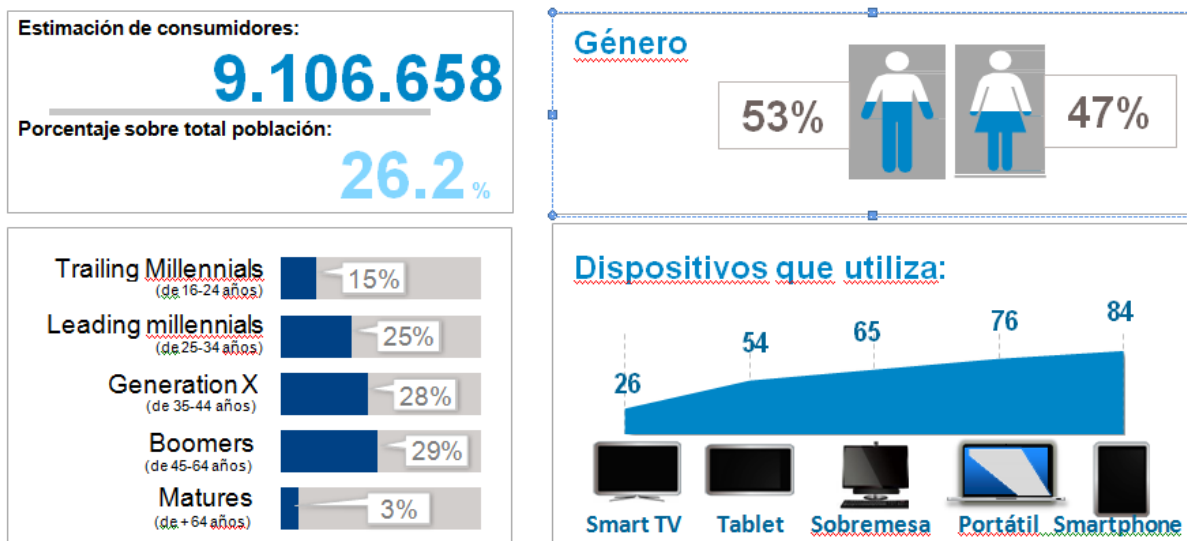 Estimación de consumidores:
9.106.658
Porcentaje sobre total población:
26.2 %
Género
53%
47%
Trailing Millennials
(de 16-24 años)
15%
Leading millennials
(de 25-34 años)
25%
Generation X
(de 35-44 años)
28%
Boomers
(de 45-64 años)
29%
Matures
(de + 64 años)
3%
Dispositivos que utiliza:
26
54
65
76
84
Smart TV
Tablet
Sobremesa
Portátil
Smartphone